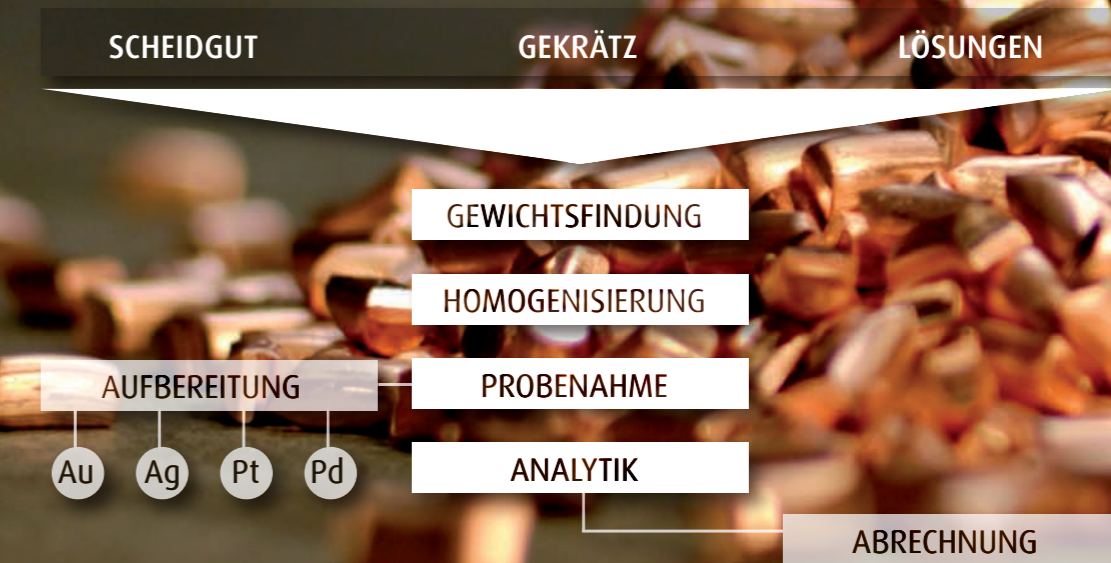 SCHEIDGUT GEKRÄTZ LÖSUNGEN
GEWICHTSFINDUNG
HOMOGENISIERUNG
AUFBEREITUNG PROBENAHME
Au Ag Pt Pd
ANALYTIK
ABRECHNUNG